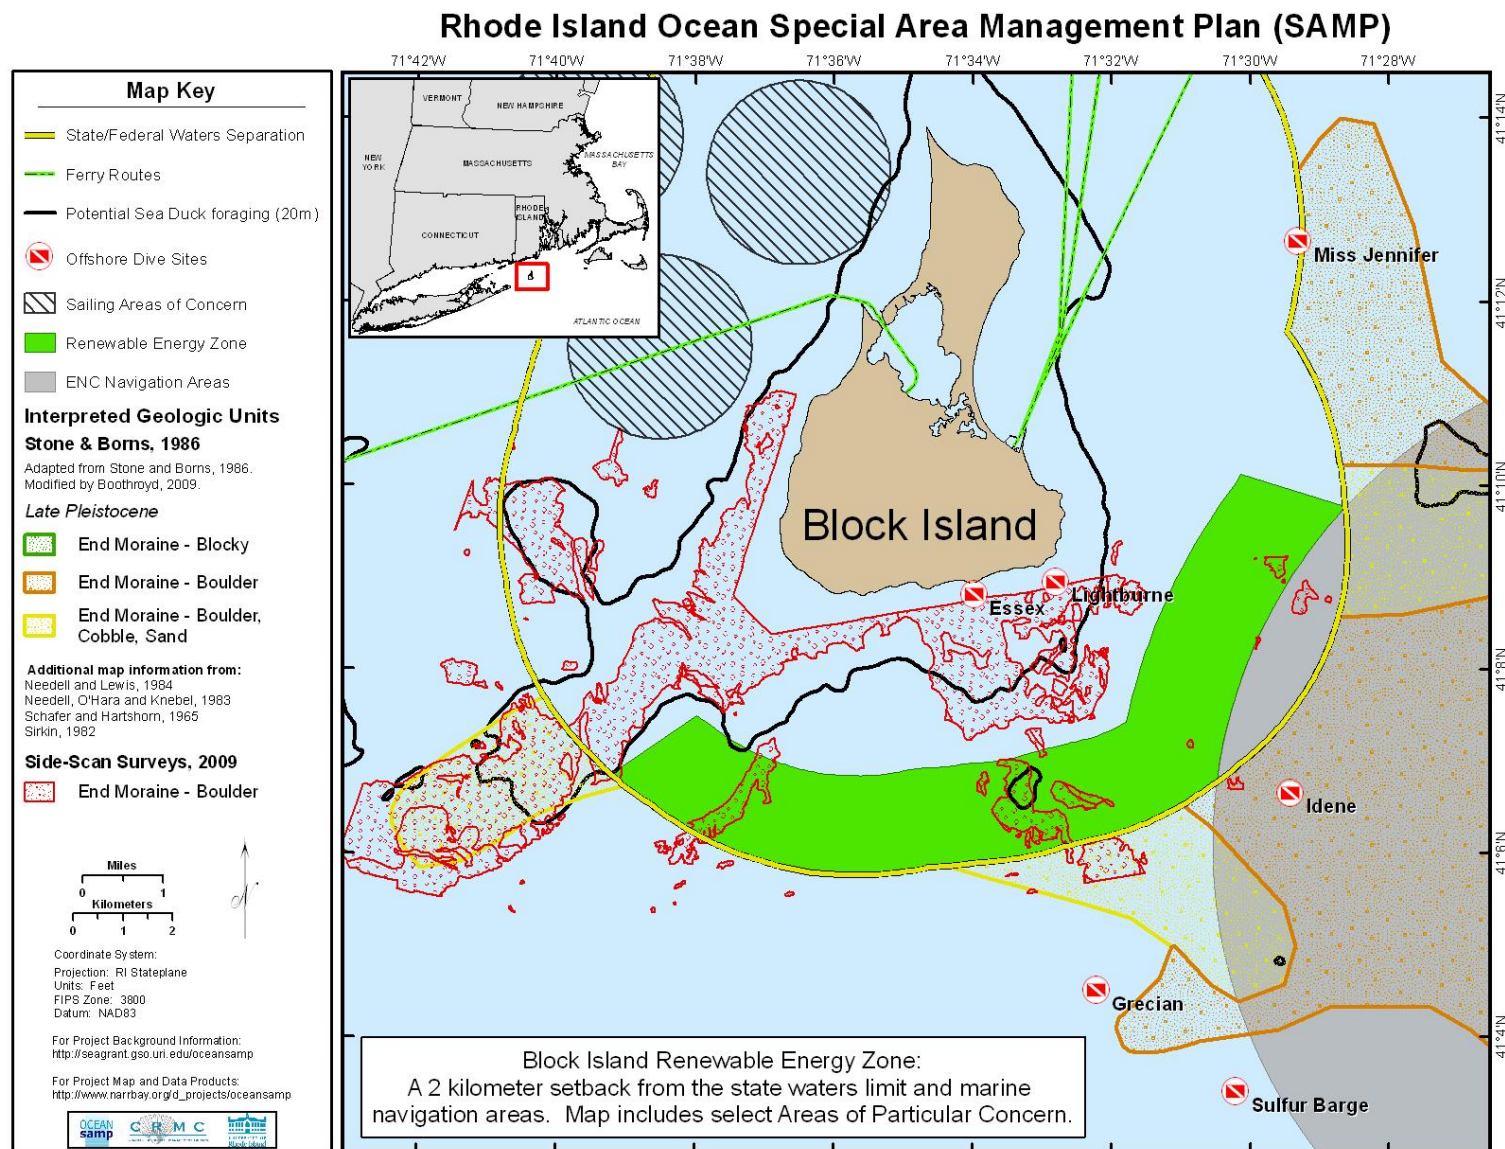 Rhode Island Ocean Special Area Management Plan (SAMP)
71°42'W 71°40'W 71°38'W 71°36'W 71°34'W 71°32'W 71°30'W 71°28'W
Map Key
State/Federal Waters Separation
Ferry Routes
Potential Sea Duck foraging (20m)
Offshore Dive Sites
Sailing Areas of Concern
Renewable Energy Zone
ENC Navigation Areas
Interpreted Geologic Units
Stone & Borns, 1986
Adapted from Stone and Borns, 1986.
Modified by Boothroyd, 2009.
Late Pleistocene
End Moraine - Blocky
End Moraine - Boulder
End Moraine - Boulder,
Cobble, Sand
Additional map information from:
Needell and Lewis, 1984
Needell, O'Hara and Knebel, 1983
Schafer and Hartshorn, 1965
Sirkin, 1982
Side-Scan Surveys, 2009
End Moraine - Boulder
Miles
0 1
Kilometers
0 1 2
N
Coordinate System:
Projection: RI Stateplane
Units: Feet
FIPS Zone: 3800
Datum: NAD83
For Project Background Information:
http://seagrant.gso.uri.edu/oceansamp
For Project Map and Data Products:
http://www.narrbay.org/d_projects/oceansamp
OCEAN
samp
CRMC
VERMONT
NEW HAMPSHIRE
NEW
YORK
MASSACHUSETTS
MASSACHUSETTS
BAY
RHODE
ISLAND
CONNECTICUT
ATLANTIC OCEAN
Block Island
Miss Jennifer
Essex
Lightburne
Idene
Grecian
Sulfur Barge
41°14'N
41°12'N
41°10'N
41°8'N
41°6'N
41°4'N
Block Island Renewable Energy Zone:
A 2 kilometer setback from the state waters limit and marine
navigation areas. Map includes select Areas of Particular Concern.